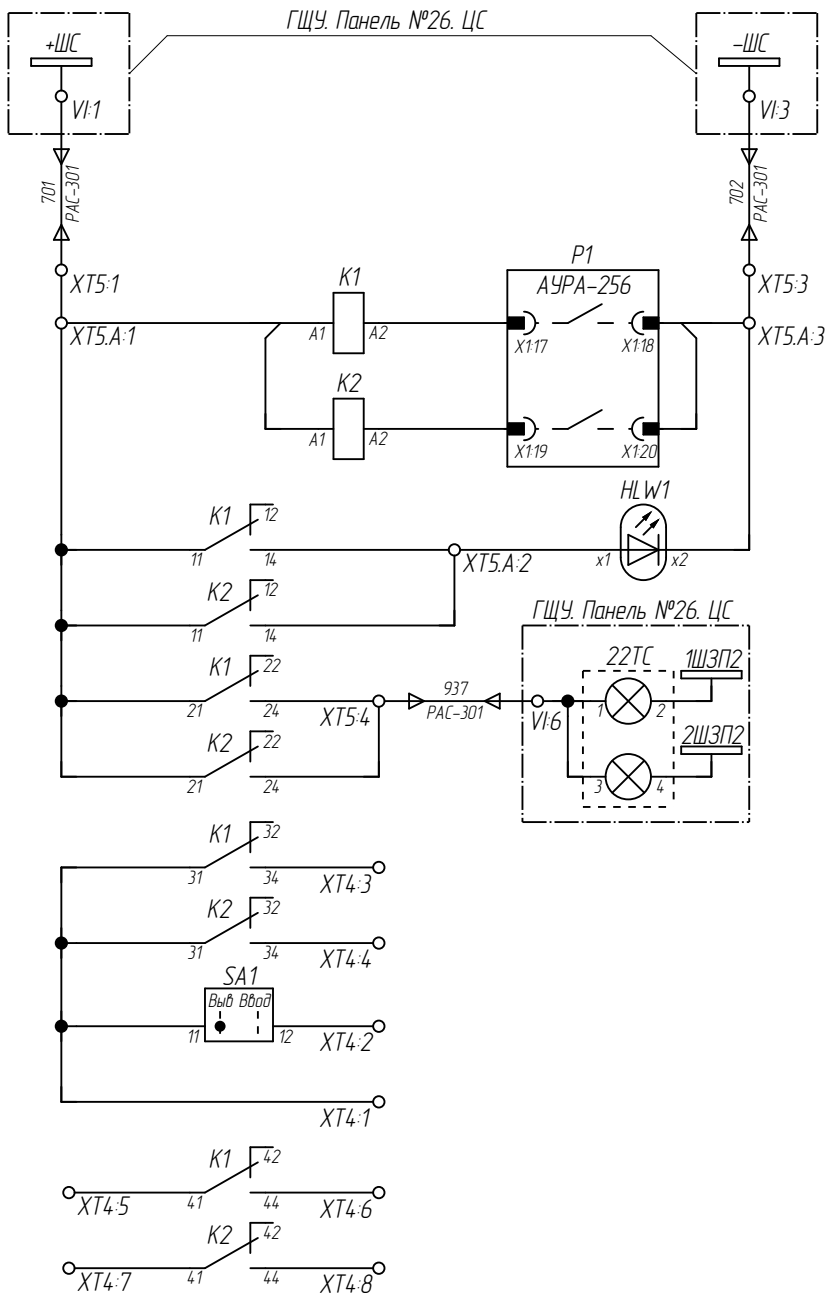 ГЩУ. Панель №26. ЦС
+ШС
VI:1
701
РАС-301
XT5:1
XT5.A:1
-ШС
VI:3
702
РАС-301
XT5:3
XT5.A:3
K1
A1
A2
K2
A1
A2
P1
АУРА-256
X1:17
X1:18
X1:19
X1:20
HLW1
x1
x2
K1
12
11
14
XT5.A:2
K2
12
11
14
K1
22
21
24
XT5:4
937
РАС-301
K2
22
21
24
ГЩУ. Панель №26. ЦС
VI:6
22ТС
1ШЗП2
1
2
2ШЗП2
3
4
K1
32
31
34
XT4:3
K2
32
31
34
XT4:4
SA1
Выв Ввод
11
12
XT4:2
XT4:1
K1
42
XT4:5
41
44
XT4:6
K2
42
XT4:7
41
44
XT4:8